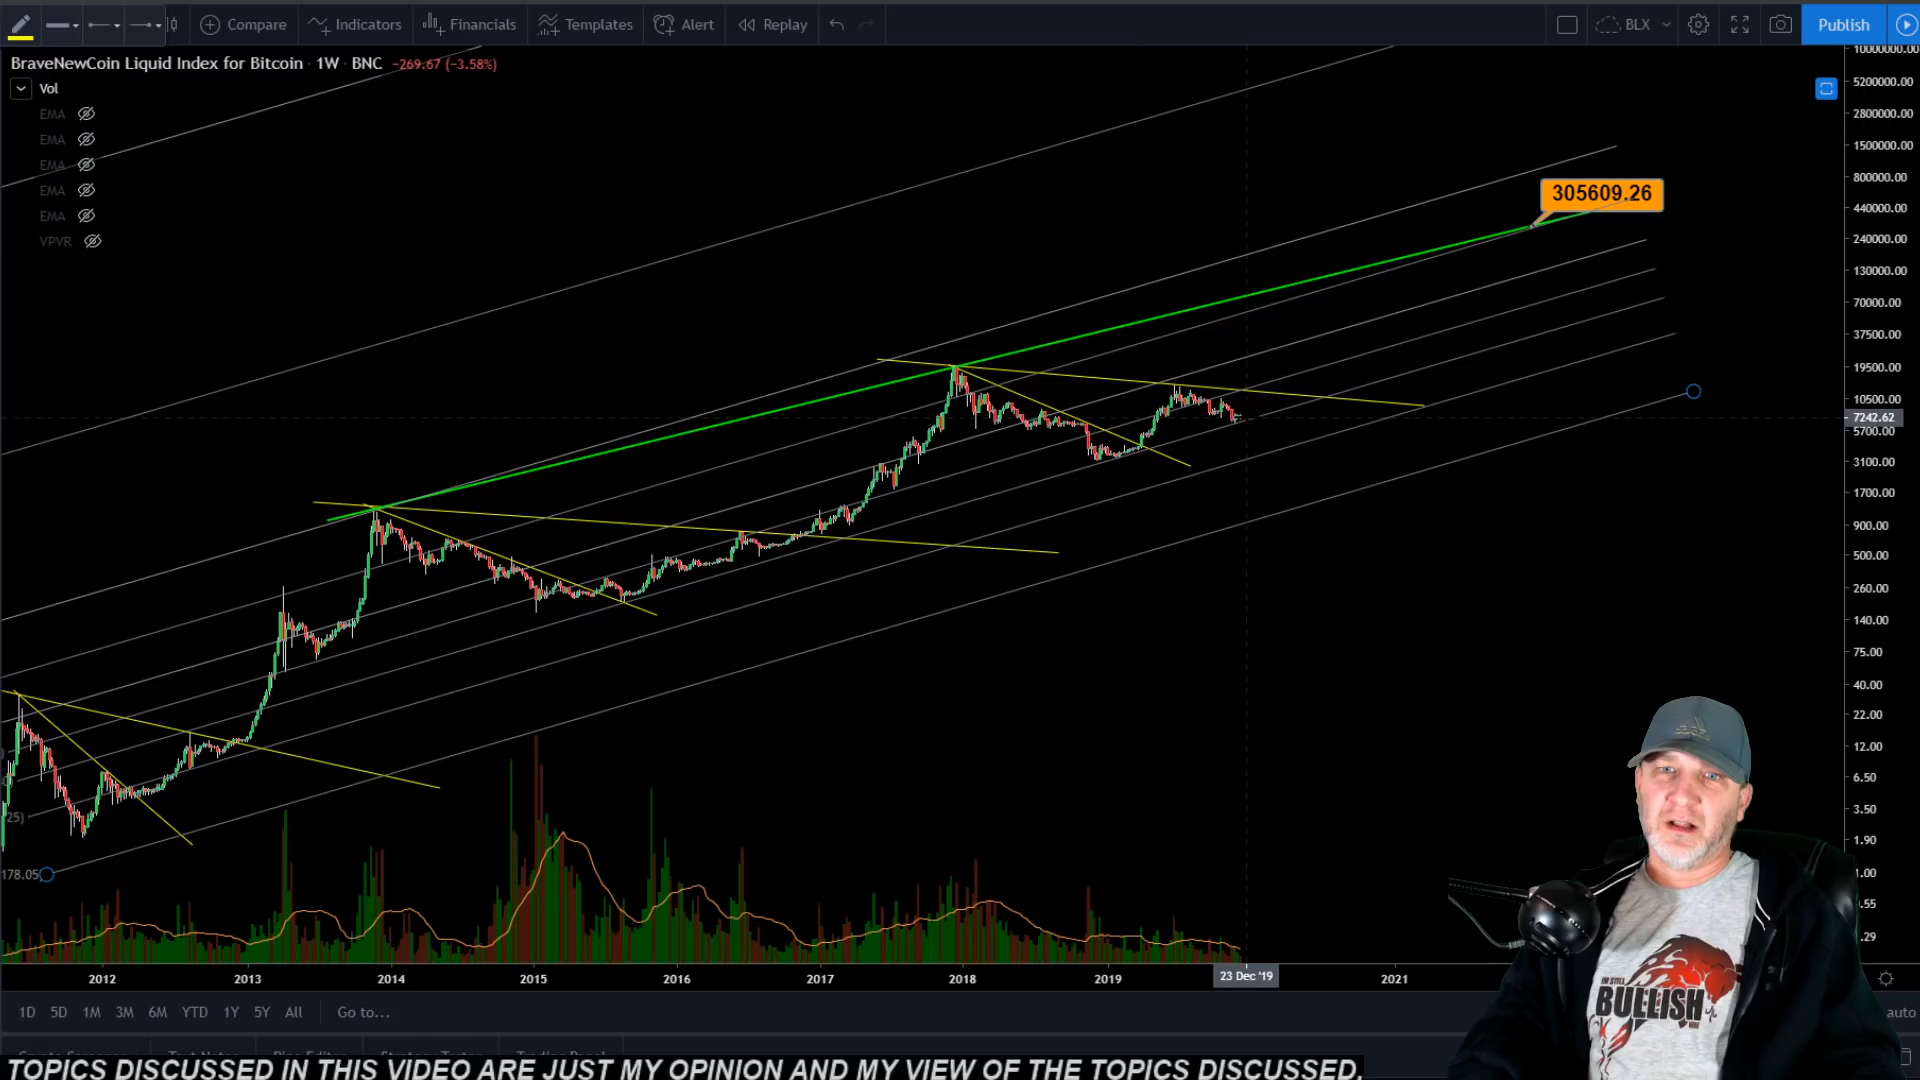 Compare
Indicators
Financials
Templates
Alert
Replay
BLX
Publish
BraveNewCoin Liquid Index for Bitcoin · 1W · BNC −269.67 (−3.58%)
Vol
EMA
EMA
EMA
EMA
EMA
VPVR
305609.26
10000000.00
5200000.00
2800000.00
1500000.00
800000.00
440000.00
240000.00
130000.00
70000.00
37500.00
19500.00
10500.00
7242.62
5700.00
3100.00
1700.00
900.00
500.00
260.00
140.00
75.00
40.00
22.00
12.00
6.50
3.50
1.90
1.00
0.55
.29
25)
178.05
BULLISH
2012
2013
2014
2015
2016
2017
2018
2019
23 Dec '19
2021
1D 5D 1M 3M 6M YTD 1Y 5Y All Go to...
auto
TOPICS DISCUSSED IN THIS VIDEO ARE JUST MY OPINION AND MY VIEW OF THE TOPICS DISCUSSED.